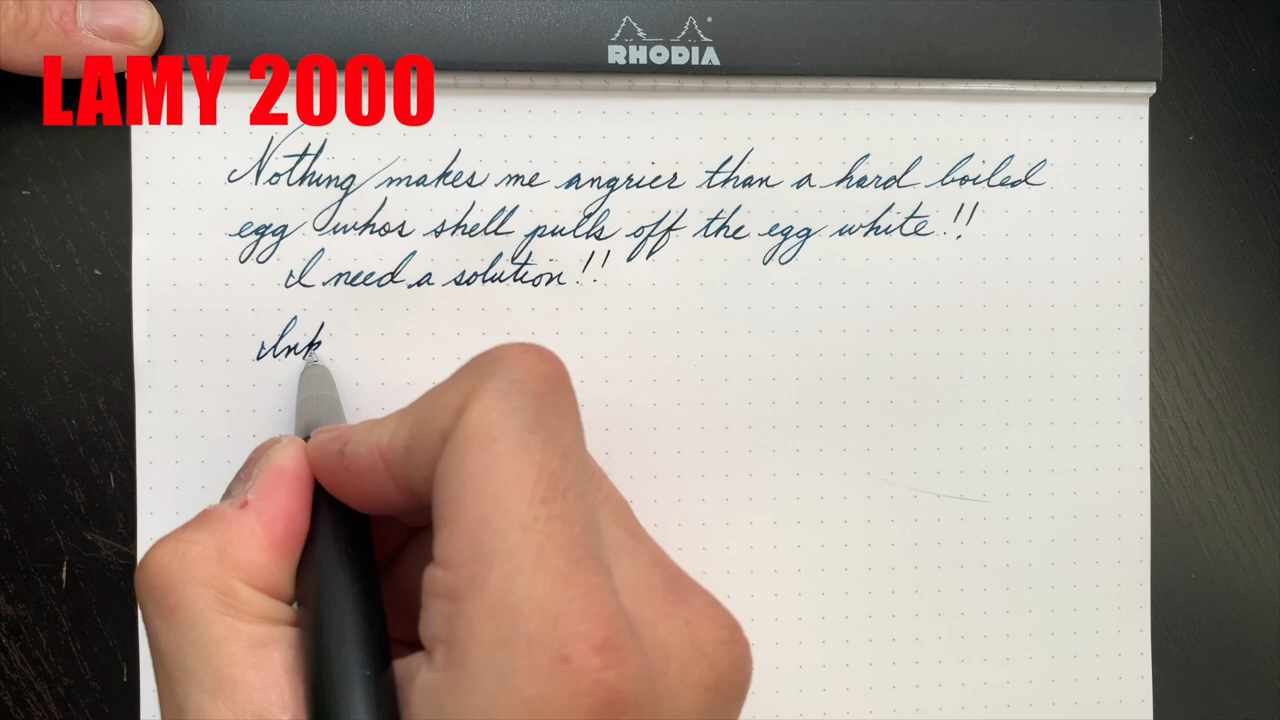 RHODIA
LAMY 2000
Nothing makes me angrier than a hard boiled
egg whos shell pulls off the egg white!!
I need a solution!!
Ink